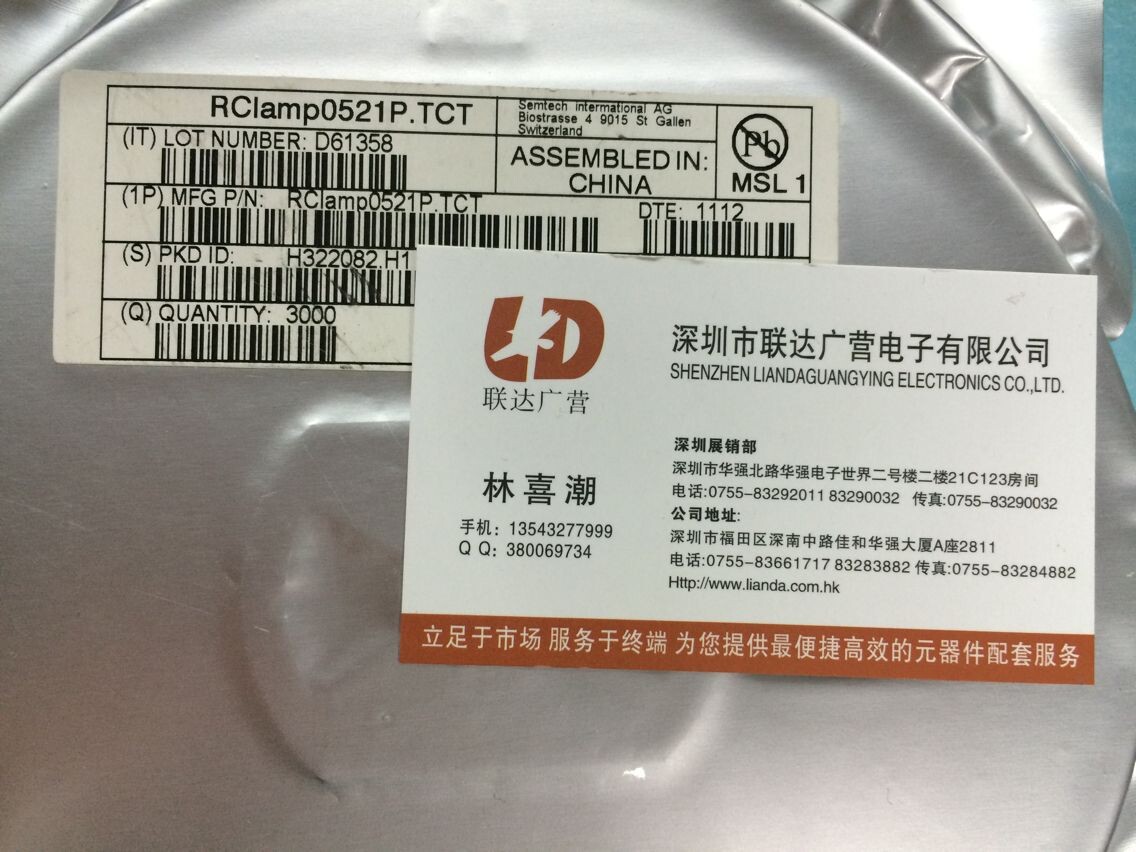 RClamp0521P.TCT
Semtech international AG
Biostrasse 4 9015 St Gallen
Switzerland
(IT) LOT NUMBER: D61358
ASSEMBLED IN:
CHINA
Pb
MSL 1
(1P) MFG P/N: RClamp0521P.TCT
DTE: 1112
(S) PKD ID: H322082.H1
(Q) QUANTITY: 3000
联达广营
深圳市联达广营电子有限公司
SHENZHEN LIANDAGUANGYING ELECTRONICS CO.,LTD.
林喜潮
手机：13543277999
QQ：380069734
深圳展销部
深圳市华强北路华强电子世界二号楼二楼21C123房间
电话:0755-83292011 83290032 传真:0755-83290032
公司地址:
深圳市福田区深南中路佳和华强大厦A座2811
电话:0755-83661717 83283882 传真:0755-83284882
Http://www.lianda.com.hk
立足于市场 服务于终端 为您提供最便捷高效的元器件配套服务